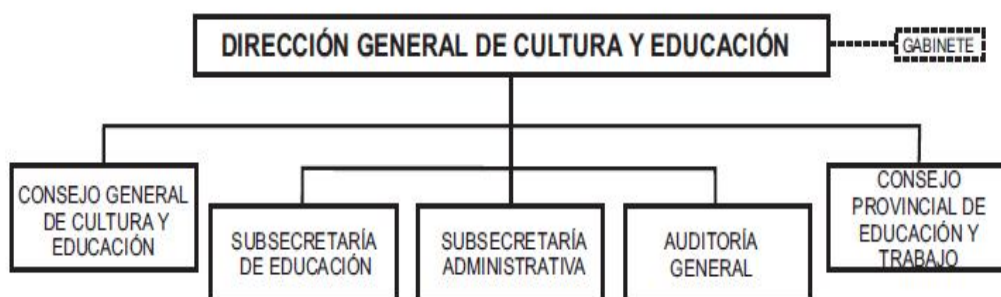 DIRECCIÓN GENERAL DE CULTURA Y EDUCACIÓN
GABINETE
CONSEJO GENERAL
DE CULTURA Y
EDUCACIÓN
SUBSECRETARÍA
DE EDUCACIÓN
SUBSECRETARÍA
ADMINISTRATIVA
AUDITORÍA
GENERAL
CONSEJO
PROVINCIAL DE
EDUCACIÓN Y
TRABAJO